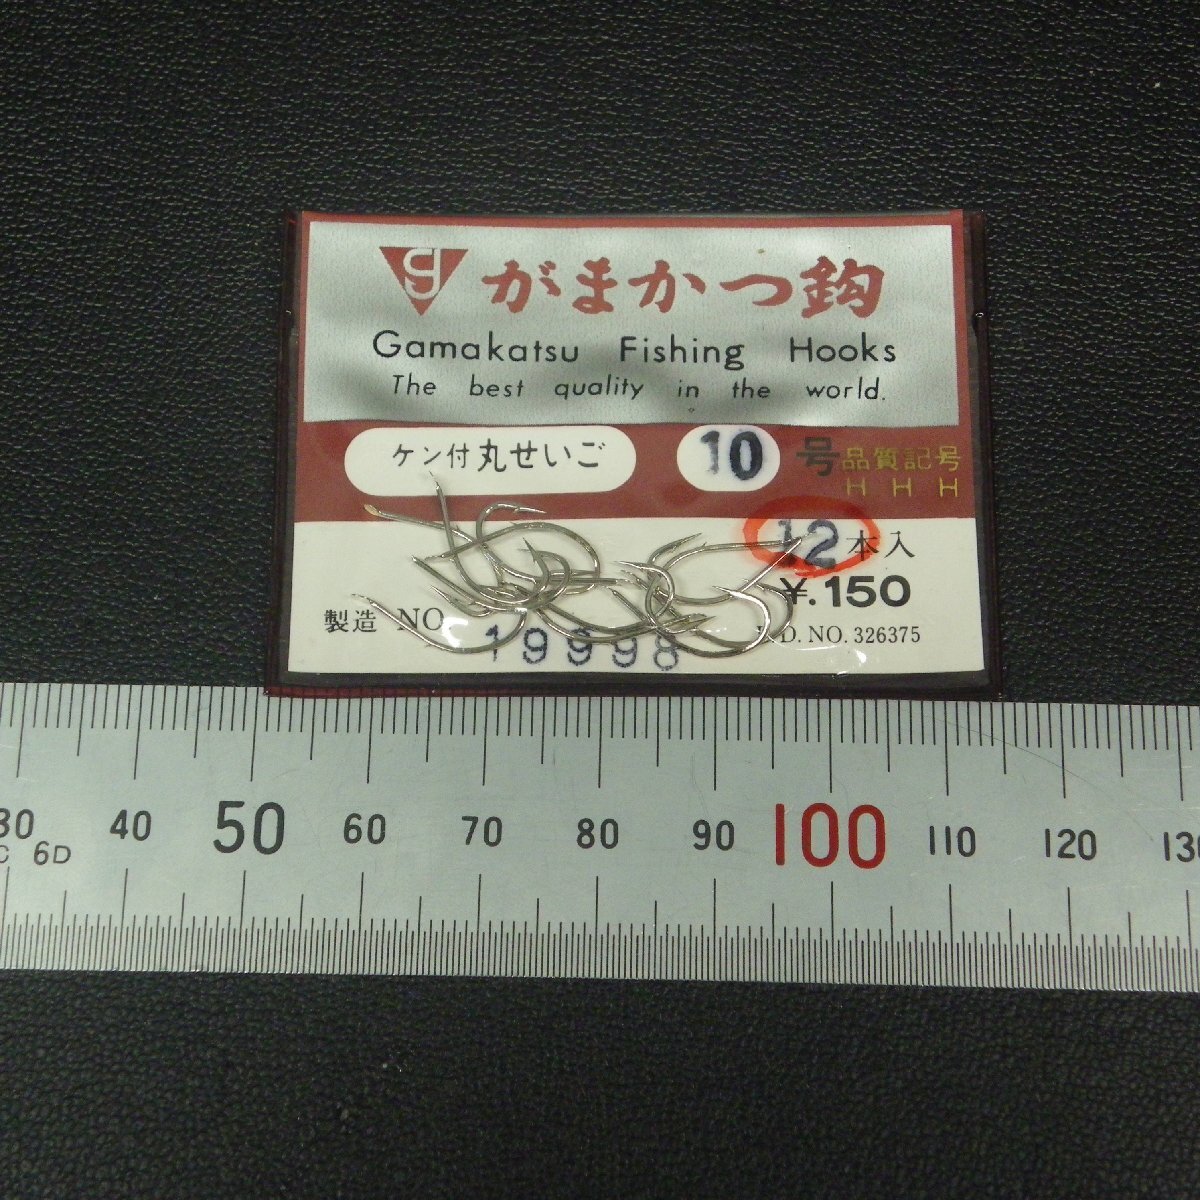 がまかつ鈎
Gamakatsu Fishing Hooks
The best quality in the world.
ケン付丸せいご 10 号 品質記号
H H H
12 本入
¥.150
製造 NO 19998 D. NO. 326375
30 40 50 60 70 80 90 100 110 120 130
C 6D